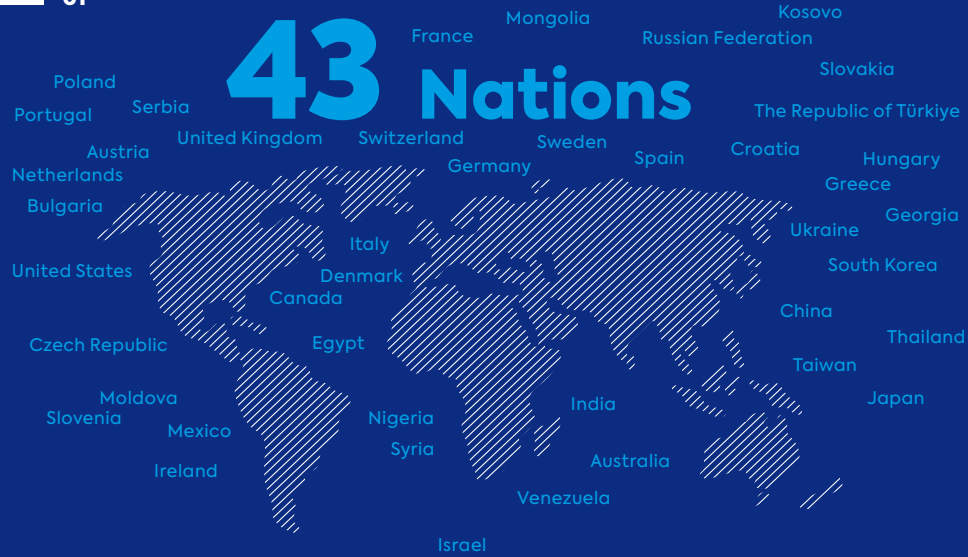 Kosovo
Mongolia
43 Nations
France
Russian Federation
Slovakia
Poland
Serbia
Portugal
The Republic of Türkiye
United Kingdom
Switzerland
Sweden
Croatia
Austria
Spain
Hungary
Germany
Netherlands
Greece
Bulgaria
Georgia
Ukraine
Italy
South Korea
United States
Denmark
Canada
China
Thailand
Egypt
Czech Republic
Taiwan
Moldova
Japan
India
Slovenia
Nigeria
Mexico
Syria
Australia
Ireland
Venezuela
Israel